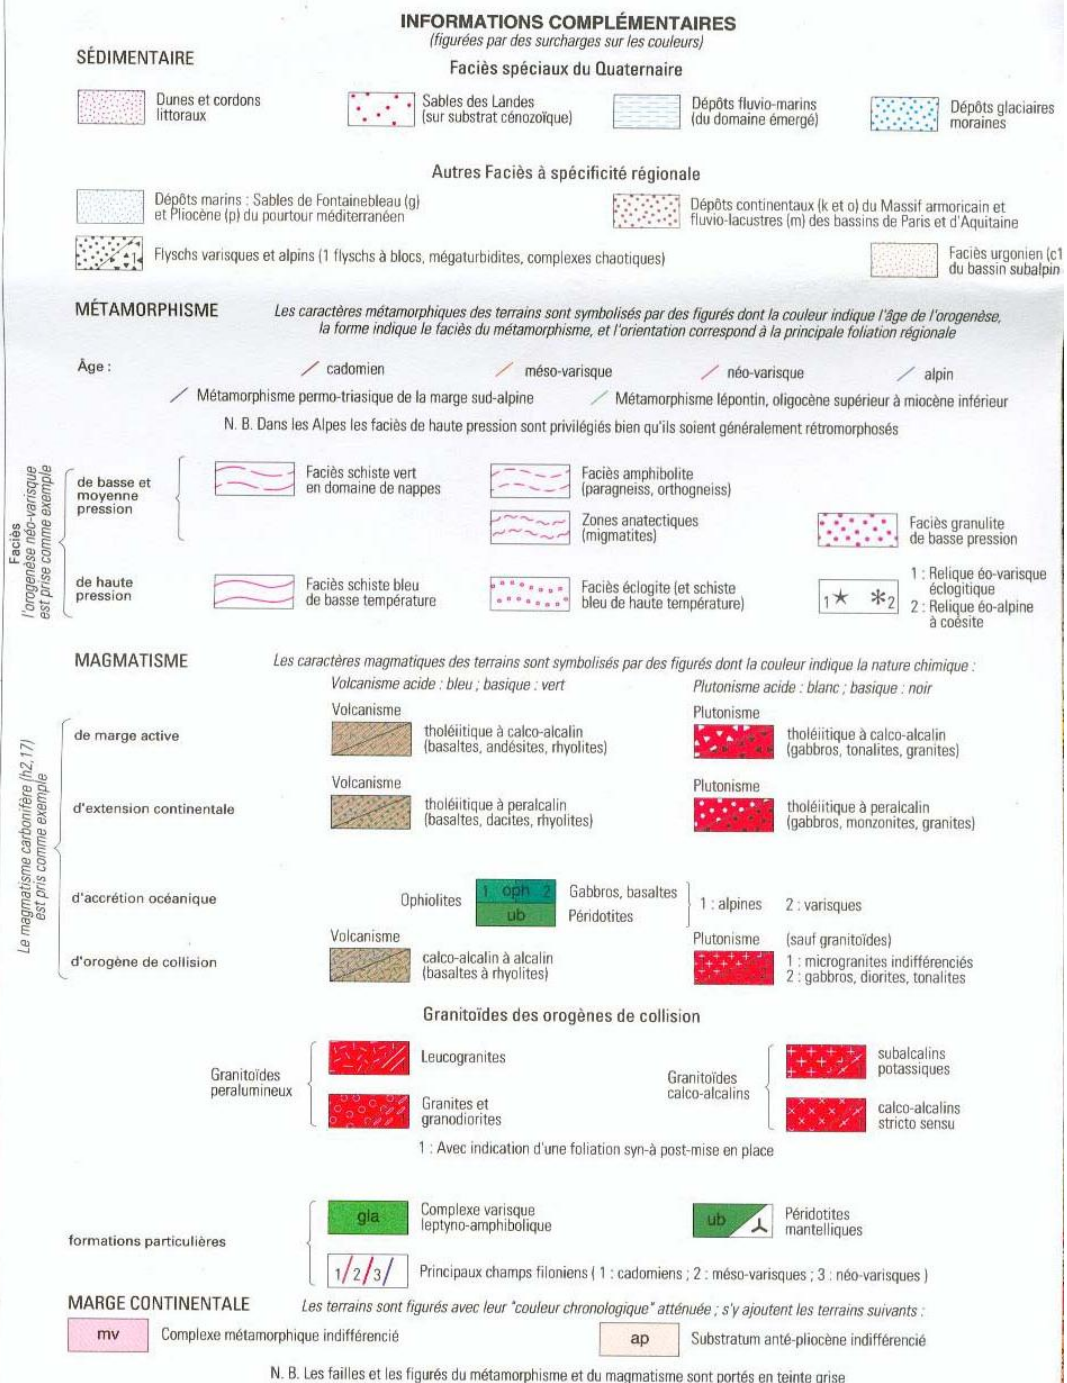 INFORMATIONS COMPLÉMENTAIRES
(figurées par des surcharges sur les couleurs)
SÉDIMENTAIRE
Faciès spéciaux du Quaternaire
Dunes et cordons
littoraux
Sables des Landes
(sur substrat cénozoïque)
Dépôts fluvio-marins
(du domaine émergé)
Dépôts glaciaires
moraines
Autres Faciès à spécificité régionale
Dépôts marins : Sables de Fontainebleau (g)
et Pliocène (p) du pourtour méditerranéen
Dépôts continentaux (k et o) du Massif armoricain et
fluvio-lacustres (m) des bassins de Paris et d'Aquitaine
1
Flyschs varisques et alpins (1 flyschs à blocs, mégaturbidites, complexes chaotiques)
Faciès urgonien (c1
du bassin subalpin
MÉTAMORPHISME
Les caractères métamorphiques des terrains sont symbolisés par des figurés dont la couleur indique l'âge de l'orogenèse,
la forme indique le faciès du métamorphisme, et l'orientation correspond à la principale foliation régionale
Âge :
cadomien
méso-varisque
néo-varisque
alpin
Métamorphisme permo-triasique de la marge sud-alpine
Métamorphisme lépontin, oligocène supérieur à miocène inférieur
N. B. Dans les Alpes les faciès de haute pression sont privilégiés bien qu'ils soient généralement rétromorphosés
Faciès
l'orogenèse néo-varisque
est prise comme exemple
de basse et
moyenne
pression
Faciès schiste vert
en domaine de nappes
Faciès amphibolite
(paragneiss, orthogneiss)
Zones anatectiques
(migmatites)
Faciès granulite
de basse pression
de haute
pression
Faciès schiste bleu
de basse température
Faciès éclogite (et schiste
bleu de haute température)
1 2
1 : Relique éo-varisque
éclogitique
2 : Relique éo-alpine
à coésite
MAGMATISME
Les caractères magmatiques des terrains sont symbolisés par des figurés dont la couleur indique la nature chimique :
Volcanisme acide : bleu ; basique : vert
Plutonisme acide : blanc ; basique : noir
Le magmatisme carbonifère (h2,17)
est pris comme exemple
de marge active
Volcanisme
tholéiitique à calco-alcalin
(basaltes, andésites, rhyolites)
Plutonisme
tholéiitique à calco-alcalin
(gabbros, tonalites, granites)
d'extension continentale
Volcanisme
tholéiitique à peralcalin
(basaltes, dacites, rhyolites)
Plutonisme
tholéiitique à peralcalin
(gabbros, monzonites, granites)
d'accrétion océanique
Ophiolites
1 oph 2
ub
Gabbros, basaltes
Péridotites
1 : alpines 2 : varisques
d'orogène de collision
Volcanisme
calco-alcalin à alcalin
(basaltes à rhyolites)
Plutonisme (sauf granitoïdes)
1 : microgranites indifférenciés
2 : gabbros, diorites, tonalites
Granitoïdes des orogènes de collision
Granitoïdes
peralumineux
Leucogranites
Granites et
granodiorites
Granitoïdes
calco-alcalins
subalcalins
potassiques
calco-alcalins
stricto sensu
1 : Avec indication d'une foliation syn-à post-mise en place
formations particulières
gla
Complexe varisque
leptyno-amphibolique
ub
Péridotites
mantelliques
1/2/3/
Principaux champs filoniens ( 1 : cadomiens ; 2 : méso-varisques ; 3 : néo-varisques )
MARGE CONTINENTALE
Les terrains sont figurés avec leur "couleur chronologique" atténuée ; s'y ajoutent les terrains suivants :
mv
Complexe métamorphique indifférencié
ap
Substratum anté-pliocène indifférencié
N. B. Les failles et les figurés du métamorphisme et du magmatisme sont portés en teinte grise